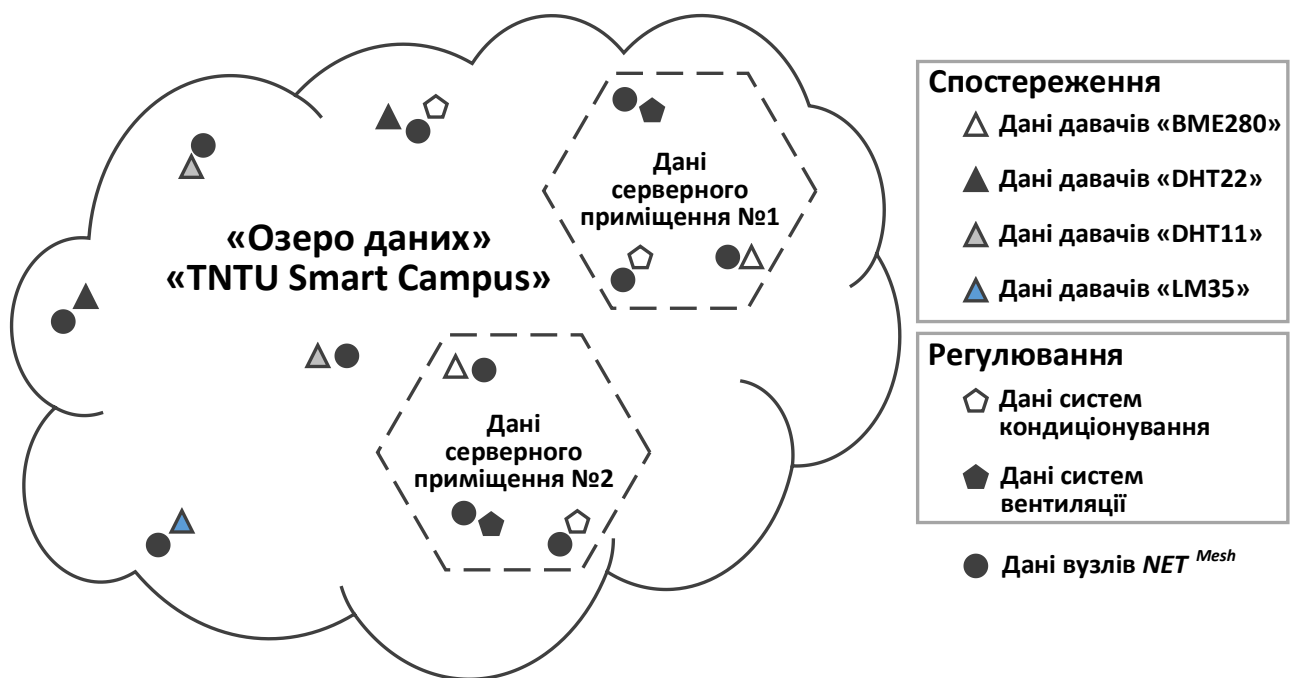 «Озеро даних»
«TNTU Smart Campus»
Дані
серверного
приміщення №1
Дані
серверного
приміщення №2
Спостереження
Дані давачів «BME280»
Дані давачів «DHT22»
Дані давачів «DHT11»
Дані давачів «LM35»
Регулювання
Дані систем
кондиціонування
Дані систем
вентиляції
Дані вузлів NET Mesh